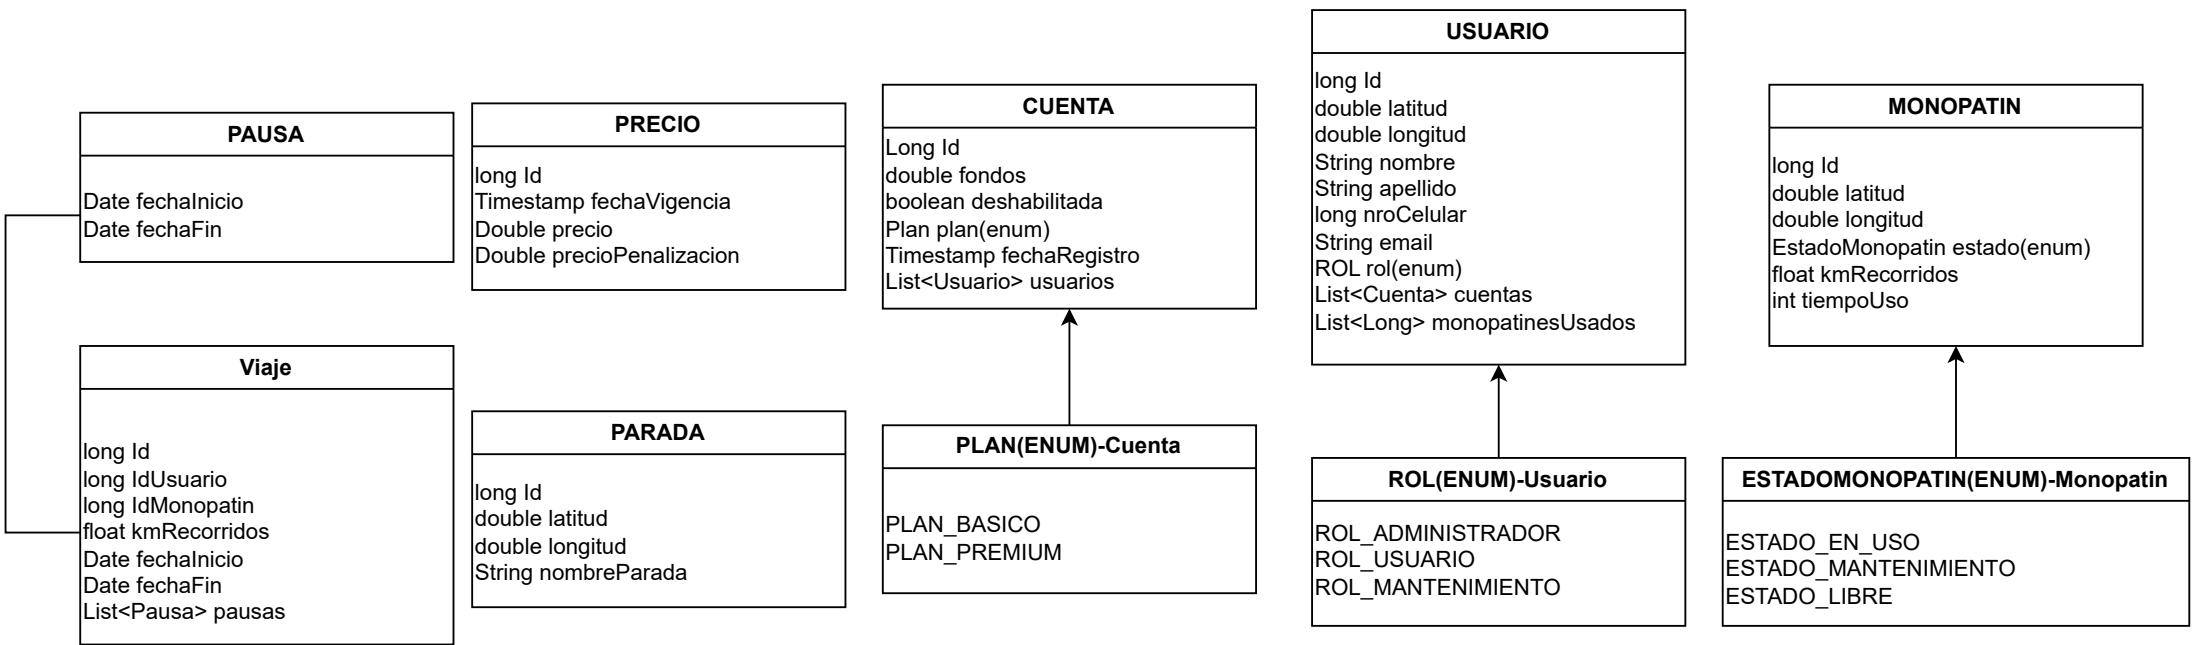 PAUSA
Date fechaInicio
Date fechaFin
Viaje
long Id
long IdUsuario
long IdMonopatin
float kmRecorridos
Date fechaInicio
Date fechaFin
List<Pausa> pausas
PRECIO
long Id
Timestamp fechaVigencia
Double precio
Double precioPenalizacion
PARADA
long Id
double latitud
double longitud
String nombreParada
CUENTA
Long Id
double fondos
boolean deshabilitada
Plan plan(enum)
Timestamp fechaRegistro
List<Usuario> usuarios
PLAN(ENUM)-Cuenta
PLAN_BASICO
PLAN_PREMIUM
USUARIO
long Id
double latitud
double longitud
String nombre
String apellido
long nroCelular
String email
ROL rol(enum)
List<Cuenta> cuentas
List<Long> monopatinesUsados
ROL(ENUM)-Usuario
ROL_ADMINISTRADOR
ROL_USUARIO
ROL_MANTENIMIENTO
MONOPATIN
long Id
double latitud
double longitud
EstadoMonopatin estado(enum)
float kmRecorridos
int tiempoUso
ESTADOMONOPATIN(ENUM)-Monopatin
ESTADO_EN_USO
ESTADO_MANTENIMIENTO
ESTADO_LIBRE